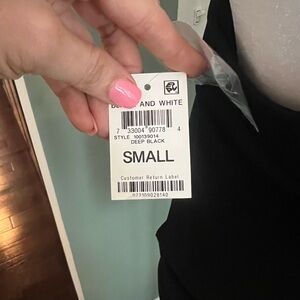 AND WHITE
7 33004 90778 4
STYLE 100139014
DEEP BLACK
SMALL
Customer Return Label